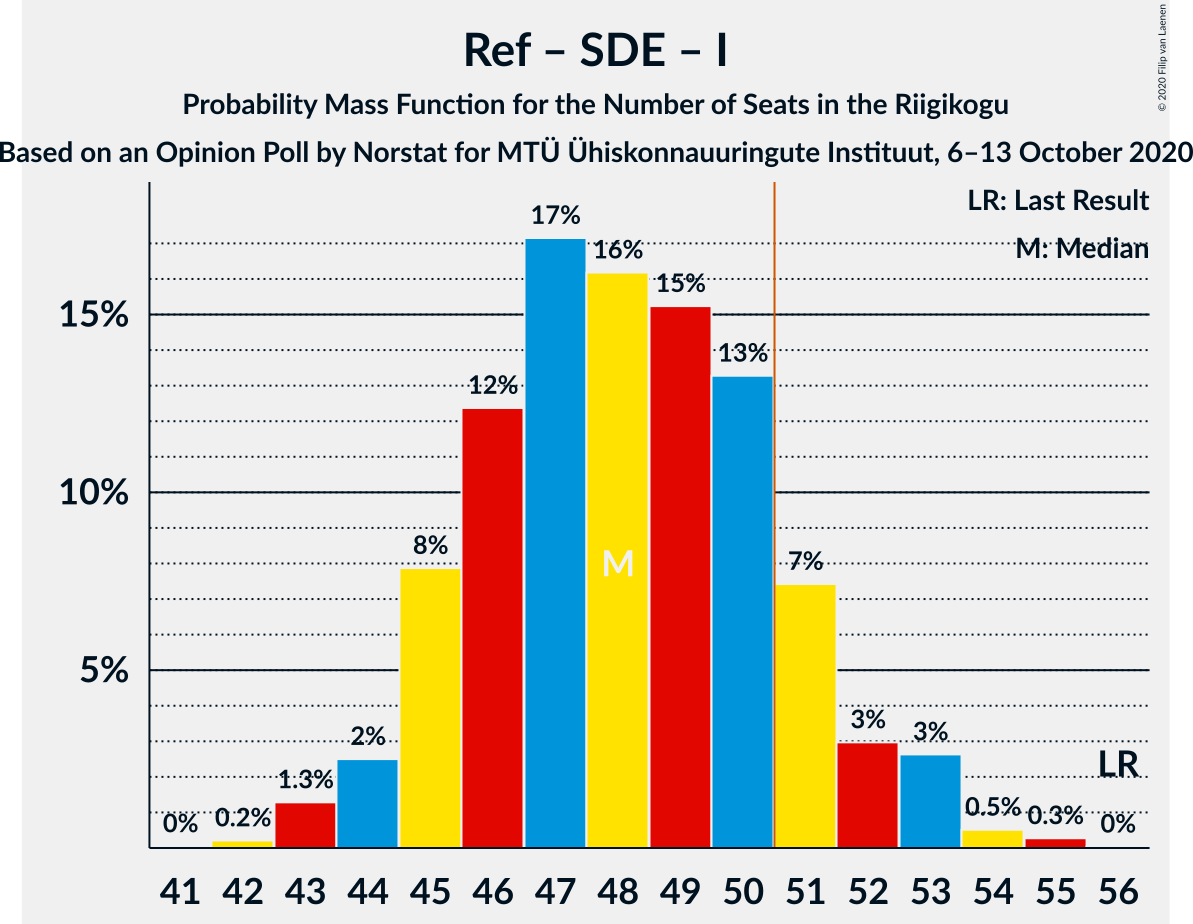 Ref – SDE – I
Probability Mass Function for the Number of Seats in the Riigikogu
Based on an Opinion Poll by Norstat for MTÜ Ühiskonnauuringute Instituut, 6–13 October 2020
© 2020 Filip van Laenen
LR: Last Result
M: Median
15%
10%
5%
0%
0.2%
1.3%
2%
8%
12%
17%
16%
15%
13%
7%
3%
3%
0.5%
0.3%
0%
M
LR
41 42 43 44 45 46 47 48 49 50 51 52 53 54 55 56